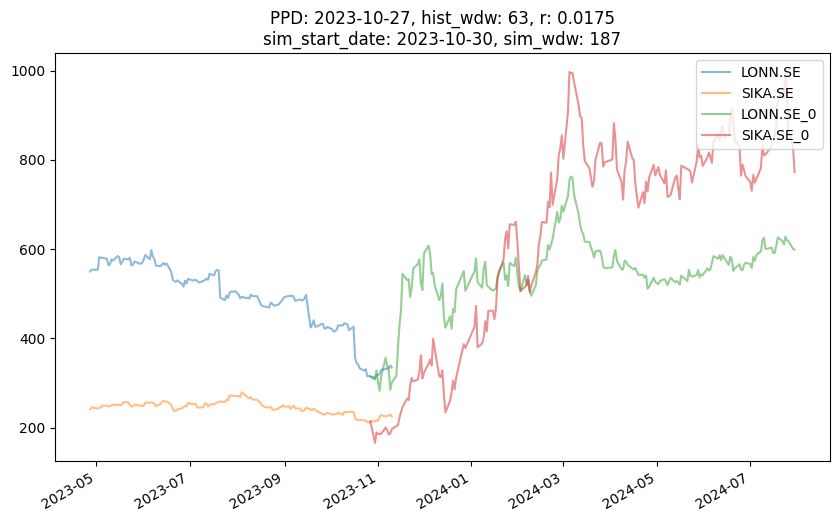 PPD: 2023-10-27, hist_wdw: 63, r: 0.0175
sim_start_date: 2023-10-30, sim_wdw: 187
1000
800
600
400
200
LONN.SE
SIKA.SE
LONN.SE_0
SIKA.SE_0
2023-05
2023-07
2023-09
2023-11
2024-01
2024-03
2024-05
2024-07